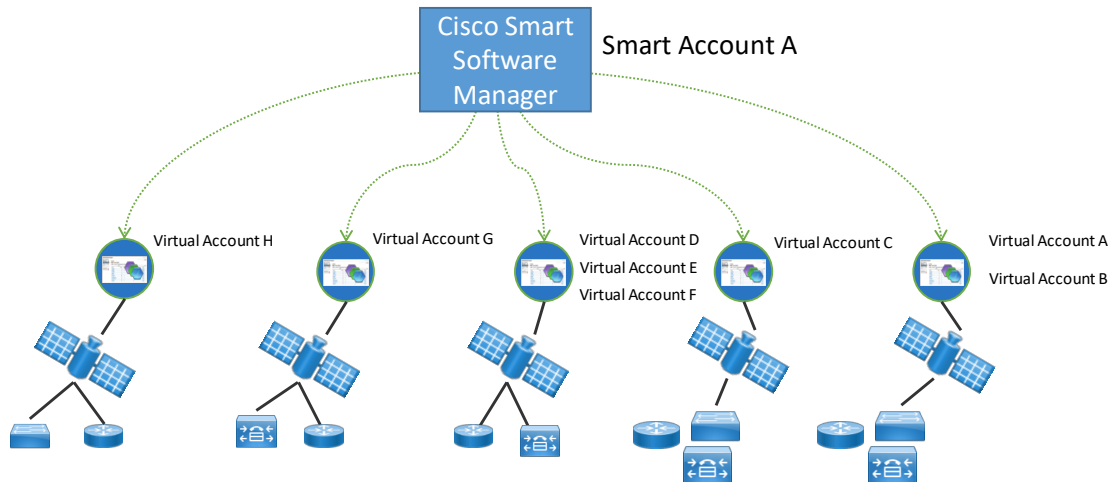 Cisco Smart
Software
Manager
Smart Account A
Virtual Account H
Virtual Account G
Virtual Account D
Virtual Account E
Virtual Account F
Virtual Account C
Virtual Account A
Virtual Account B